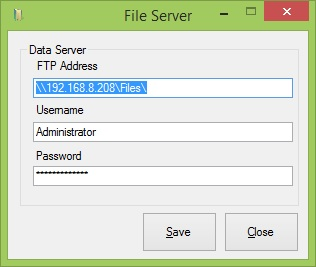 File Server
Data Server
FTP Address
\\192.168.8.208\Files\
Username
Administrator
Password
*************
Save
Close